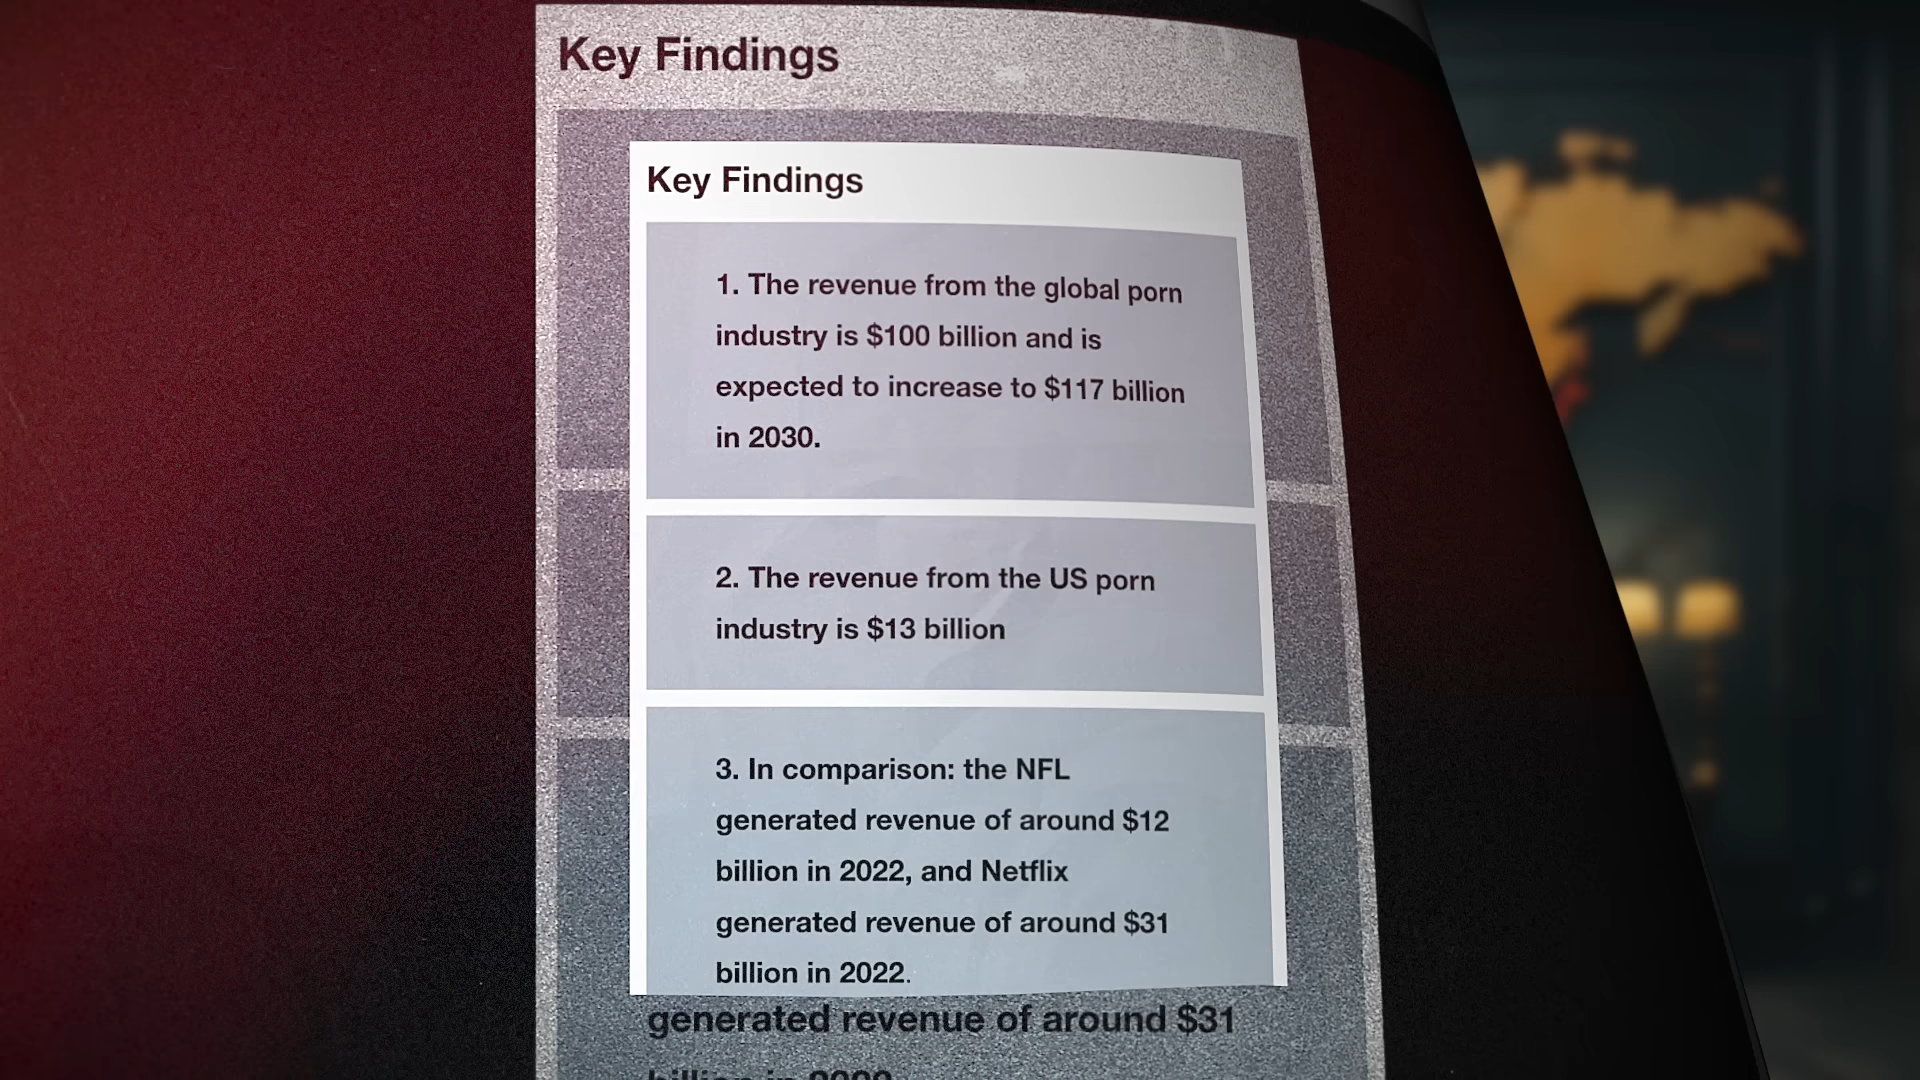 Key Findings
Key Findings
1. The revenue from the global porn
industry is $100 billion and is
expected to increase to $117 billion
in 2030.
2. The revenue from the US porn
industry is $13 billion
3. In comparison: the NFL
generated revenue of around $12
billion in 2022, and Netflix
generated revenue of around $31
billion in 2022.
generated revenue of around $31
billion in 2022